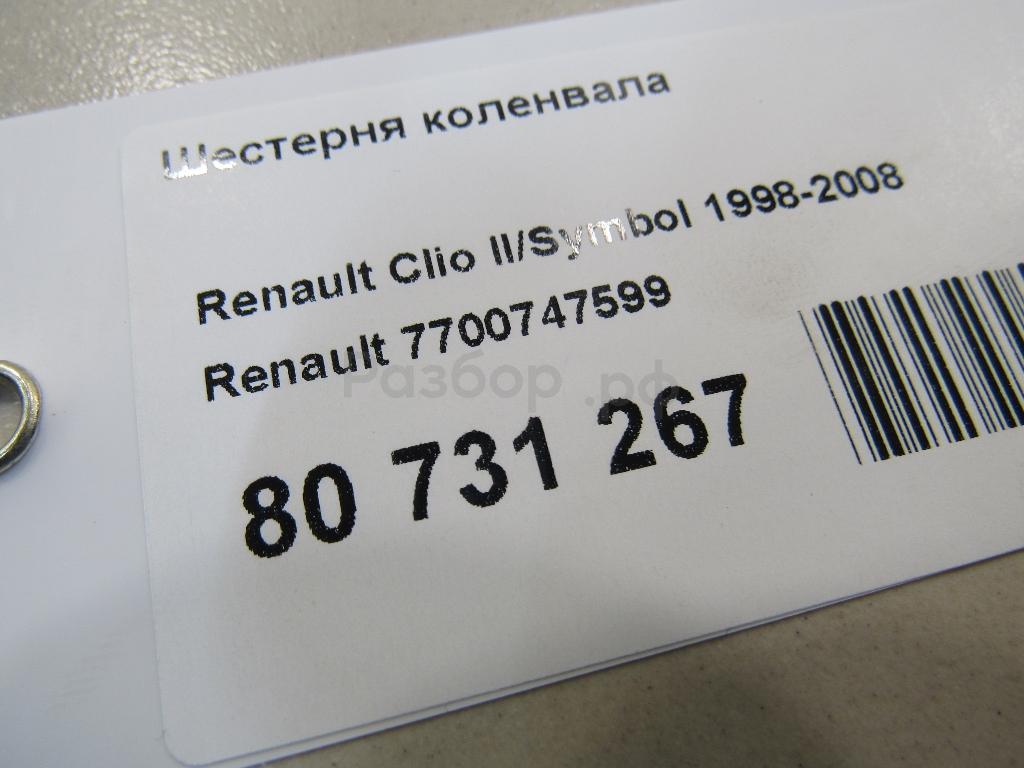 Шестерня коленвала
Renault Clio II/Symbol 1998-2008
Renault 7700747599
Разбор.рф
80 731 267